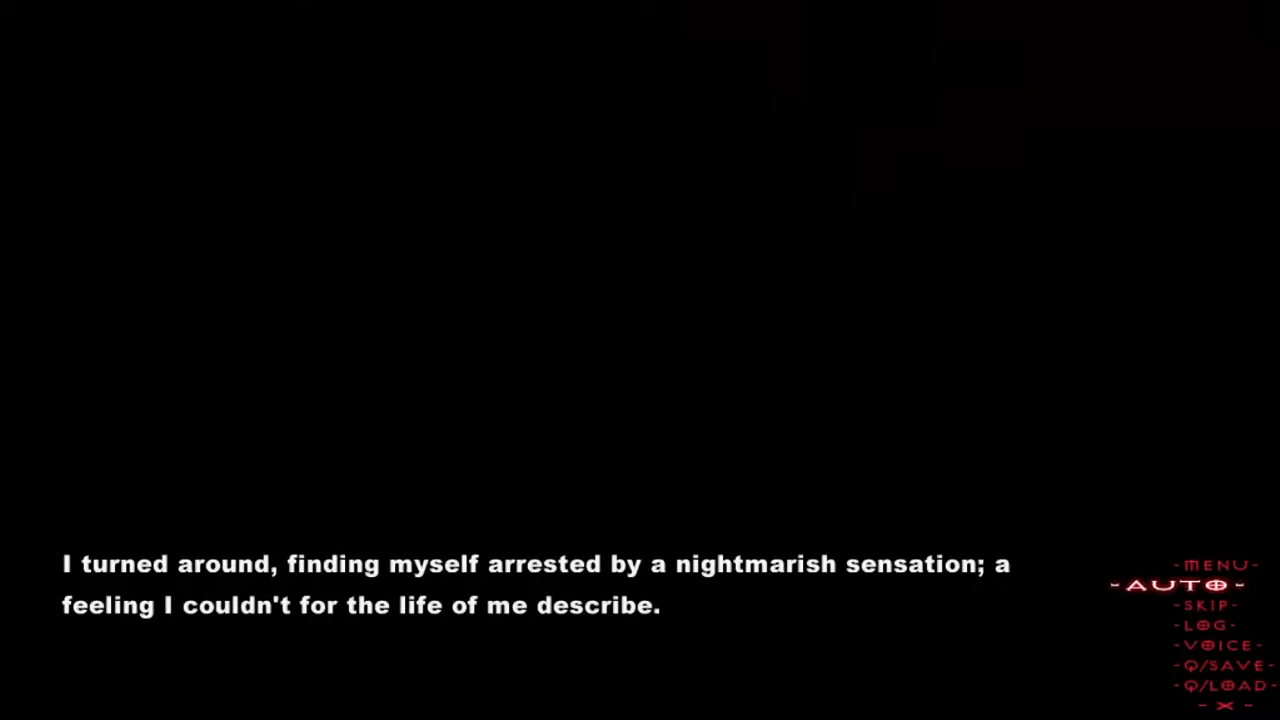 I turned around, finding myself arrested by a nightmarish sensation; a
feeling I couldn't for the life of me describe.
-MENU-
-AUTO-
-SKIP-
-LOG-
-VOICE-
-Q/SAVE-
-Q/LOAD-
-X-